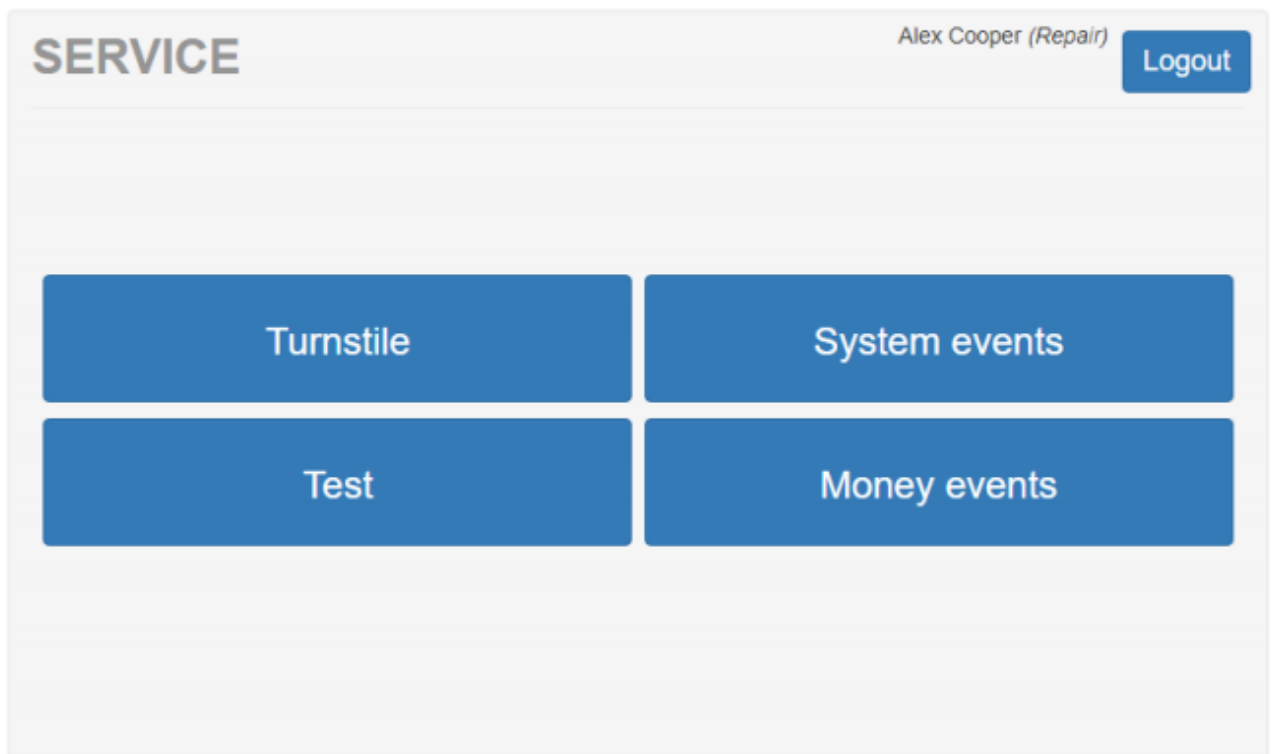 SERVICE
Alex Cooper (Repair)
Logout
Turnstile
System events
Test
Money events